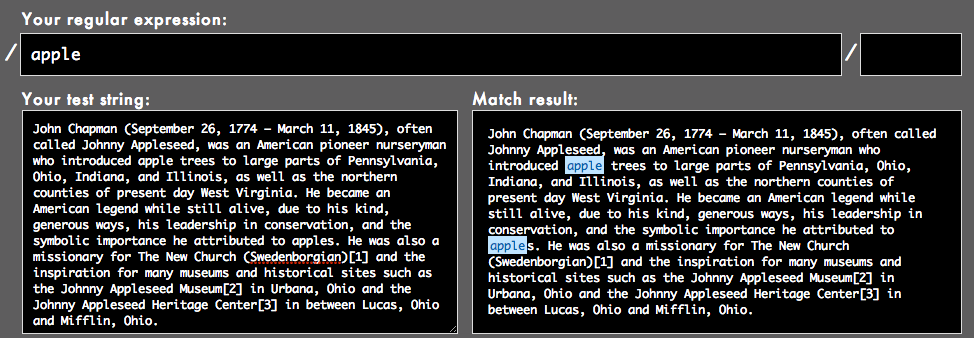 Your regular expression:
/ apple /
Your test string:
John Chapman (September 26, 1774 – March 11, 1845), often
called Johnny Appleseed, was an American pioneer nurseryman
who introduced apple trees to large parts of Pennsylvania,
Ohio, Indiana, and Illinois, as well as the northern
counties of present day West Virginia. He became an
American legend while still alive, due to his kind,
generous ways, his leadership in conservation, and the
symbolic importance he attributed to apples. He was also a
missionary for The New Church (Swedenborgian)[1] and the
inspiration for many museums and historical sites such as
the Johnny Appleseed Museum[2] in Urbana, Ohio and the
Johnny Appleseed Heritage Center[3] in between Lucas, Ohio
and Mifflin, Ohio.
Match result:
John Chapman (September 26, 1774 – March 11, 1845), often called
Johnny Appleseed, was an American pioneer nurseryman who
introduced apple trees to large parts of Pennsylvania, Ohio,
Indiana, and Illinois, as well as the northern counties of
present day West Virginia. He became an American legend while
still alive, due to his kind, generous ways, his leadership in
conservation, and the symbolic importance he attributed to
apples. He was also a missionary for The New Church
(Swedenborgian)[1] and the inspiration for many museums and
historical sites such as the Johnny Appleseed Museum[2] in
Urbana, Ohio and the Johnny Appleseed Heritage Center[3] in
between Lucas, Ohio and Mifflin, Ohio.